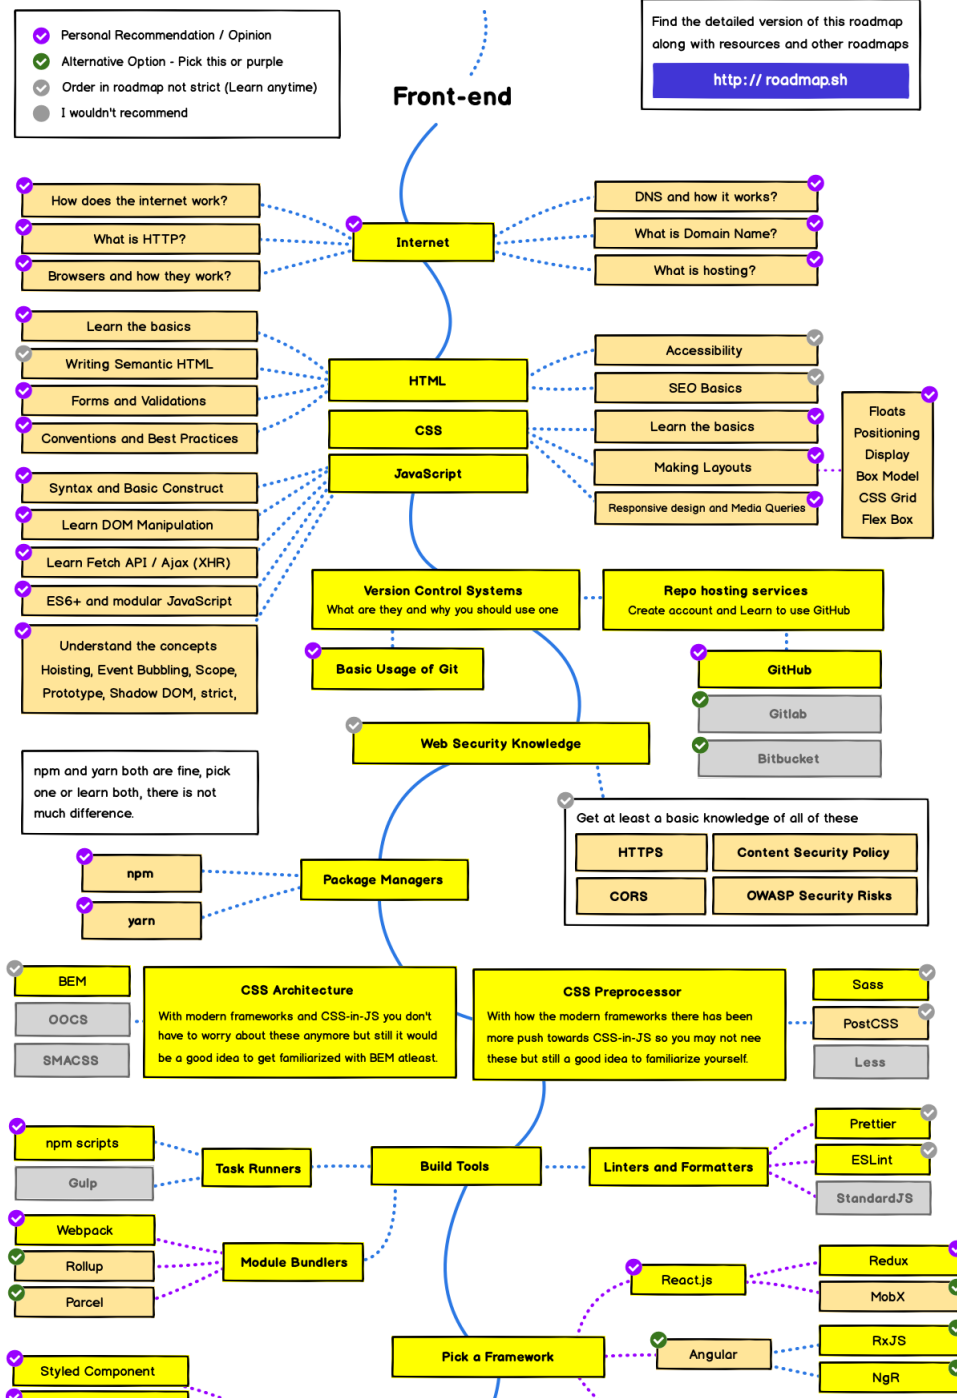 Personal Recommendation / Opinion
Alternative Option - Pick this or purple
Order in roadmap not strict (Learn anytime)
I wouldn't recommend
Find the detailed version of this roadmap
along with resources and other roadmaps
http:// roadmap.sh
Front-end
How does the internet work?
What is HTTP?
Browsers and how they work?
Internet
DNS and how it works?
What is Domain Name?
What is hosting?
Learn the basics
Writing Semantic HTML
Forms and Validations
Conventions and Best Practices
HTML
Accessibility
SEO Basics
CSS
Learn the basics
Making Layouts
Responsive design and Media Queries
Floats
Positioning
Display
Box Model
CSS Grid
Flex Box
JavaScript
Syntax and Basic Construct
Learn DOM Manipulation
Learn Fetch API / Ajax (XHR)
ES6+ and modular JavaScript
Understand the concepts
Hoisting, Event Bubbling, Scope,
Prototype, Shadow DOM, strict,
Version Control Systems
What are they and why you should use one
Repo hosting services
Create account and Learn to use GitHub
Basic Usage of Git
GitHub
Gitlab
Bitbucket
Web Security Knowledge
Get at least a basic knowledge of all of these
HTTPS
Content Security Policy
CORS
OWASP Security Risks
npm and yarn both are fine, pick
one or learn both, there is not
much difference.
npm
yarn
Package Managers
BEM
OOCS
SMACSS
CSS Architecture
With modern frameworks and CSS-in-JS you don't
have to worry about these anymore but still it would
be a good idea to get familiarized with BEM atleast.
CSS Preprocessor
With how the modern frameworks there has been
more push towards CSS-in-JS so you may not nee
these but still a good idea to familiarize yourself.
Sass
PostCSS
Less
npm scripts
Gulp
Task Runners
Build Tools
Linters and Formatters
Prettier
ESLint
StandardJS
Webpack
Rollup
Parcel
Module Bundlers
React.js
Redux
MobX
Pick a Framework
Angular
RxJS
NgR
Styled Component